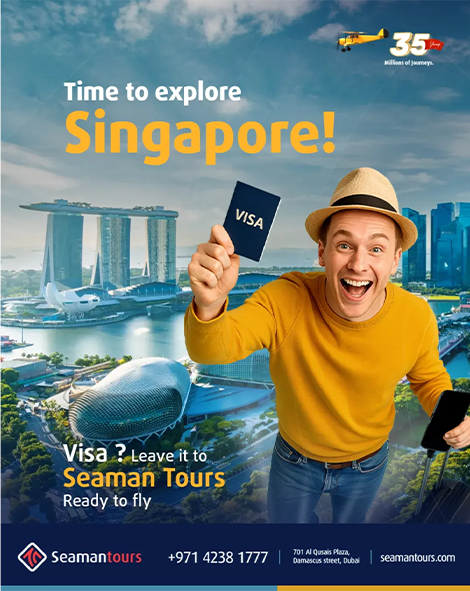 35 Years
Millions of Journeys.
Time to explore
Singapore!
VISA
Visa ? Leave it to
Seaman Tours
Ready to fly
Seamantours
+971 4238 1777
701 Al Qusais Plaza,
Damascus street, Dubai
seamantours.com